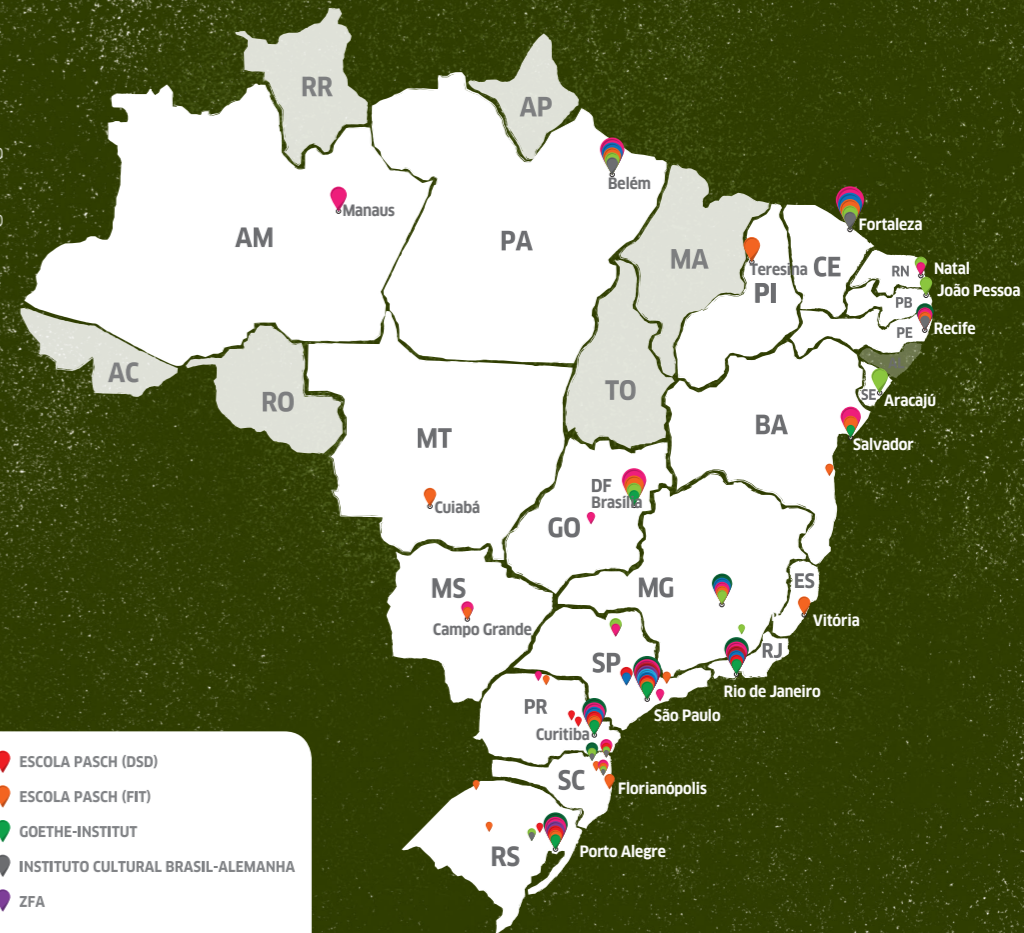 RR
AP
Belém
Manaus
Fortaleza
AM
PA
MA
Teresina
CE
RN
Natal
PI
João Pessoa
PB
PE
Recife
AC
RO
TO
SE
Aracajú
MT
BA
Salvador
DF
Brasília
Cuiabá
GO
MS
MG
ES
Campo Grande
Vitória
SP
RJ
Rio de Janeiro
PR
São Paulo
Curitiba
SC
Florianópolis
RS
Porto Alegre
ESCOLA PASCH (DSD)
ESCOLA PASCH (FIT)
GOETHE-INSTITUT
INSTITUTO CULTURAL BRASIL-ALEMANHA
ZFA